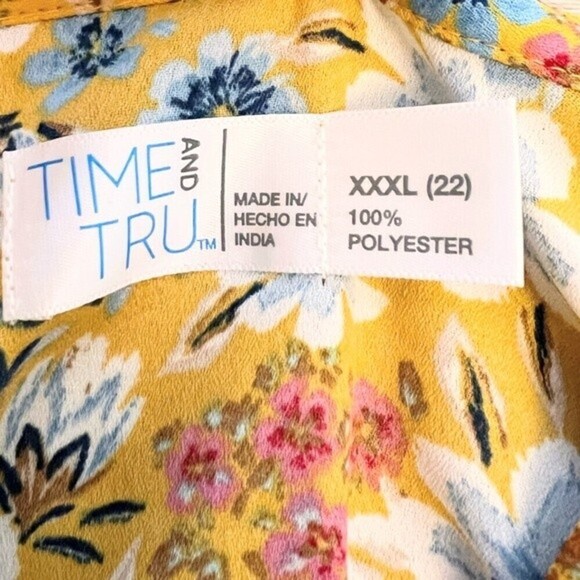 TIME AND
TRU™
MADE IN/
HECHO EN
INDIA
XXXL (22)
100%
POLYESTER